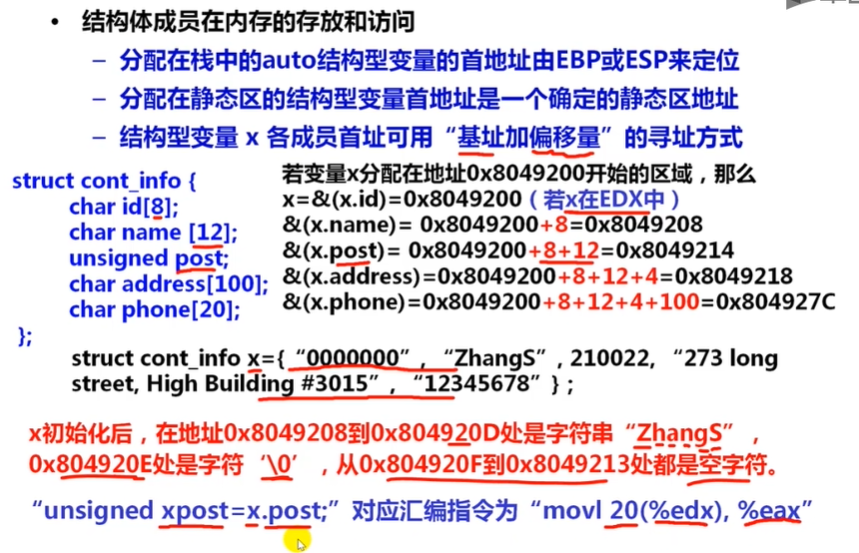 • 结构体成员在内存的存放和访问
– 分配在栈中的auto结构型变量的首地址由EBP或ESP来定位
– 分配在静态区的结构型变量首地址是一个确定的静态区地址
– 结构型变量 x 各成员首址可用“基址加偏移量”的寻址方式
struct cont_info {
char id[8];
char name [12];
unsigned post;
char address[100];
char phone[20];
};
若变量x分配在地址0x8049200开始的区域，那么
x=&(x.id)=0x8049200（若x在EDX中）
&(x.name)= 0x8049200+8=0x8049208
&(x.post)= 0x8049200+8+12=0x8049214
&(x.address)=0x8049200+8+12+4=0x8049218
&(x.phone)=0x8049200+8+12+4+100=0x804927C
struct cont_info x={“0000000”, “ZhangS”, 210022, “273 long
street, High Building #3015”, “12345678”};
x初始化后，在地址0x8049208到0x804920D处是字符串“ZhangS”，
0x804920E处是字符‘\0’，从0x804920F到0x8049213处都是空字符。
“unsigned xpost=x.post;”对应汇编指令为“movl 20(%edx), %eax”